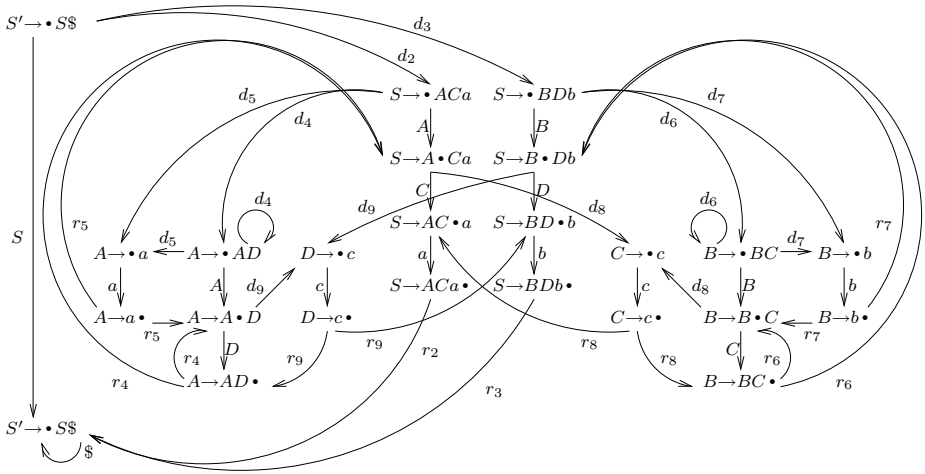 S′→•S$ d3
d2
d5 S→•ACa S→•BDb d7
d4 A B d6
S→A•Ca S→B•Db
C D
r5 d4 d9 S→AC•a S→BD•b d8 d6 r7
S
A→•a d5 A→•AD D→•c a b C→•c B→•BC d7 B→•b
a A d9 c S→ACa• S→BDb• c d8 B b
A→a• r5 A→A•D D→c• C→c• B→B•C r7 B→b•
r4 r4 D r9 r9 r2 r8 r8 C r6 r6
A→AD• r3 B→BC•
S′→•S$
$